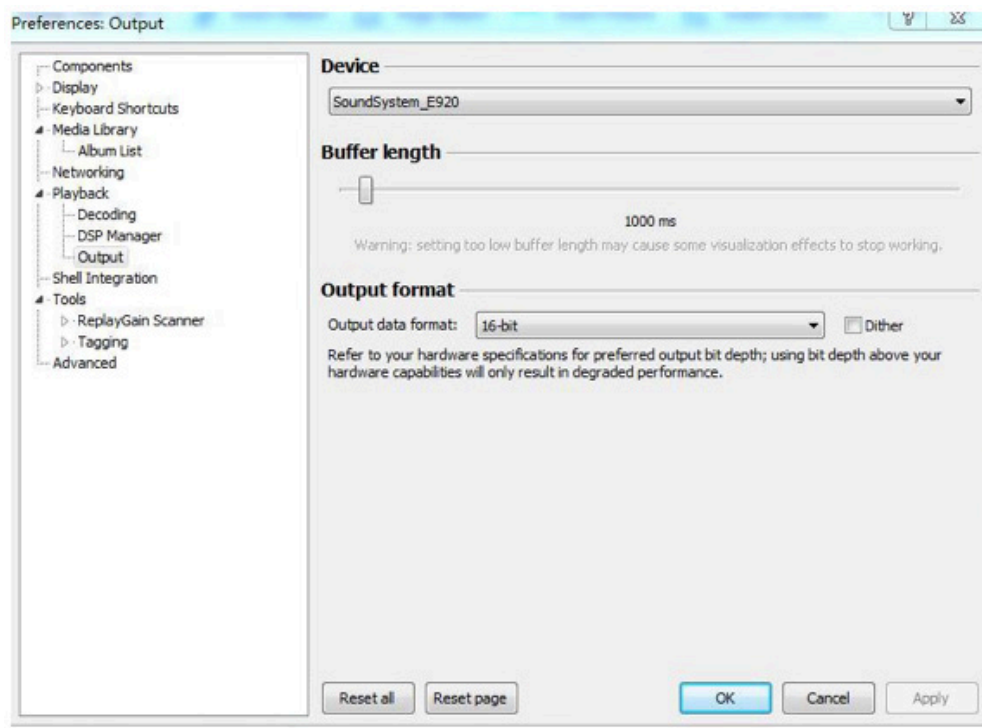 Preferences: Output
Components
Display
Keyboard Shortcuts
Media Library
Album List
Networking
Playback
Decoding
DSP Manager
Output
Shell Integration
Tools
ReplayGain Scanner
Tagging
Advanced
Device
SoundSystem_E920
Buffer length
1000 ms
Warning: setting too low buffer length may cause some visualization effects to stop working.
Output format
Output data format: 16-bit Dither
Refer to your hardware specifications for preferred output bit depth; using bit depth above your
hardware capabilities will only result in degraded performance.
Reset all Reset page OK Cancel Apply